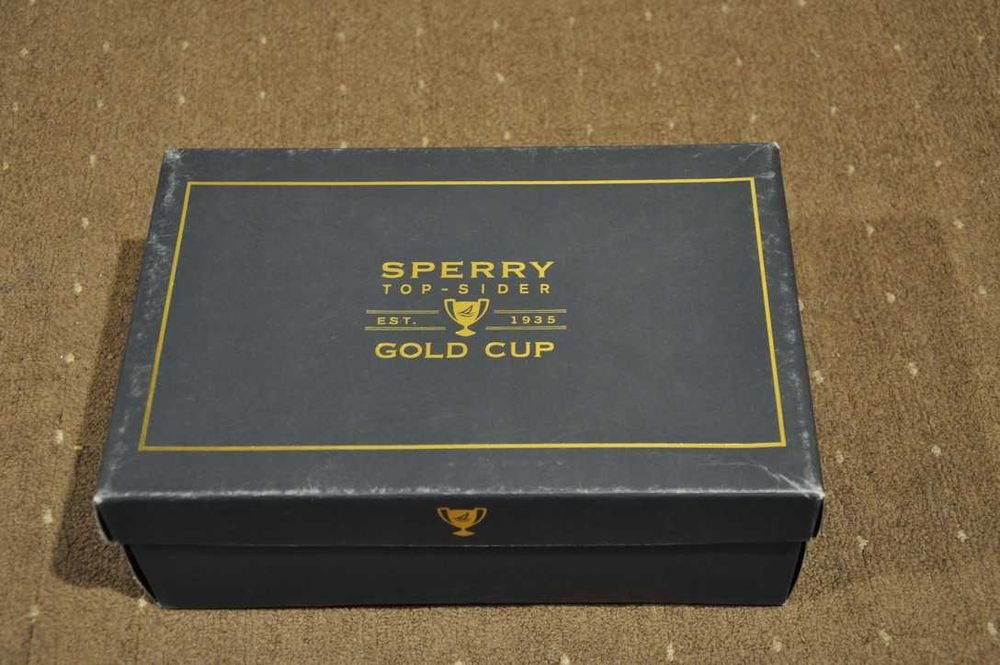 SPERRY
TOP-SIDER
EST. 1935
GOLD CUP